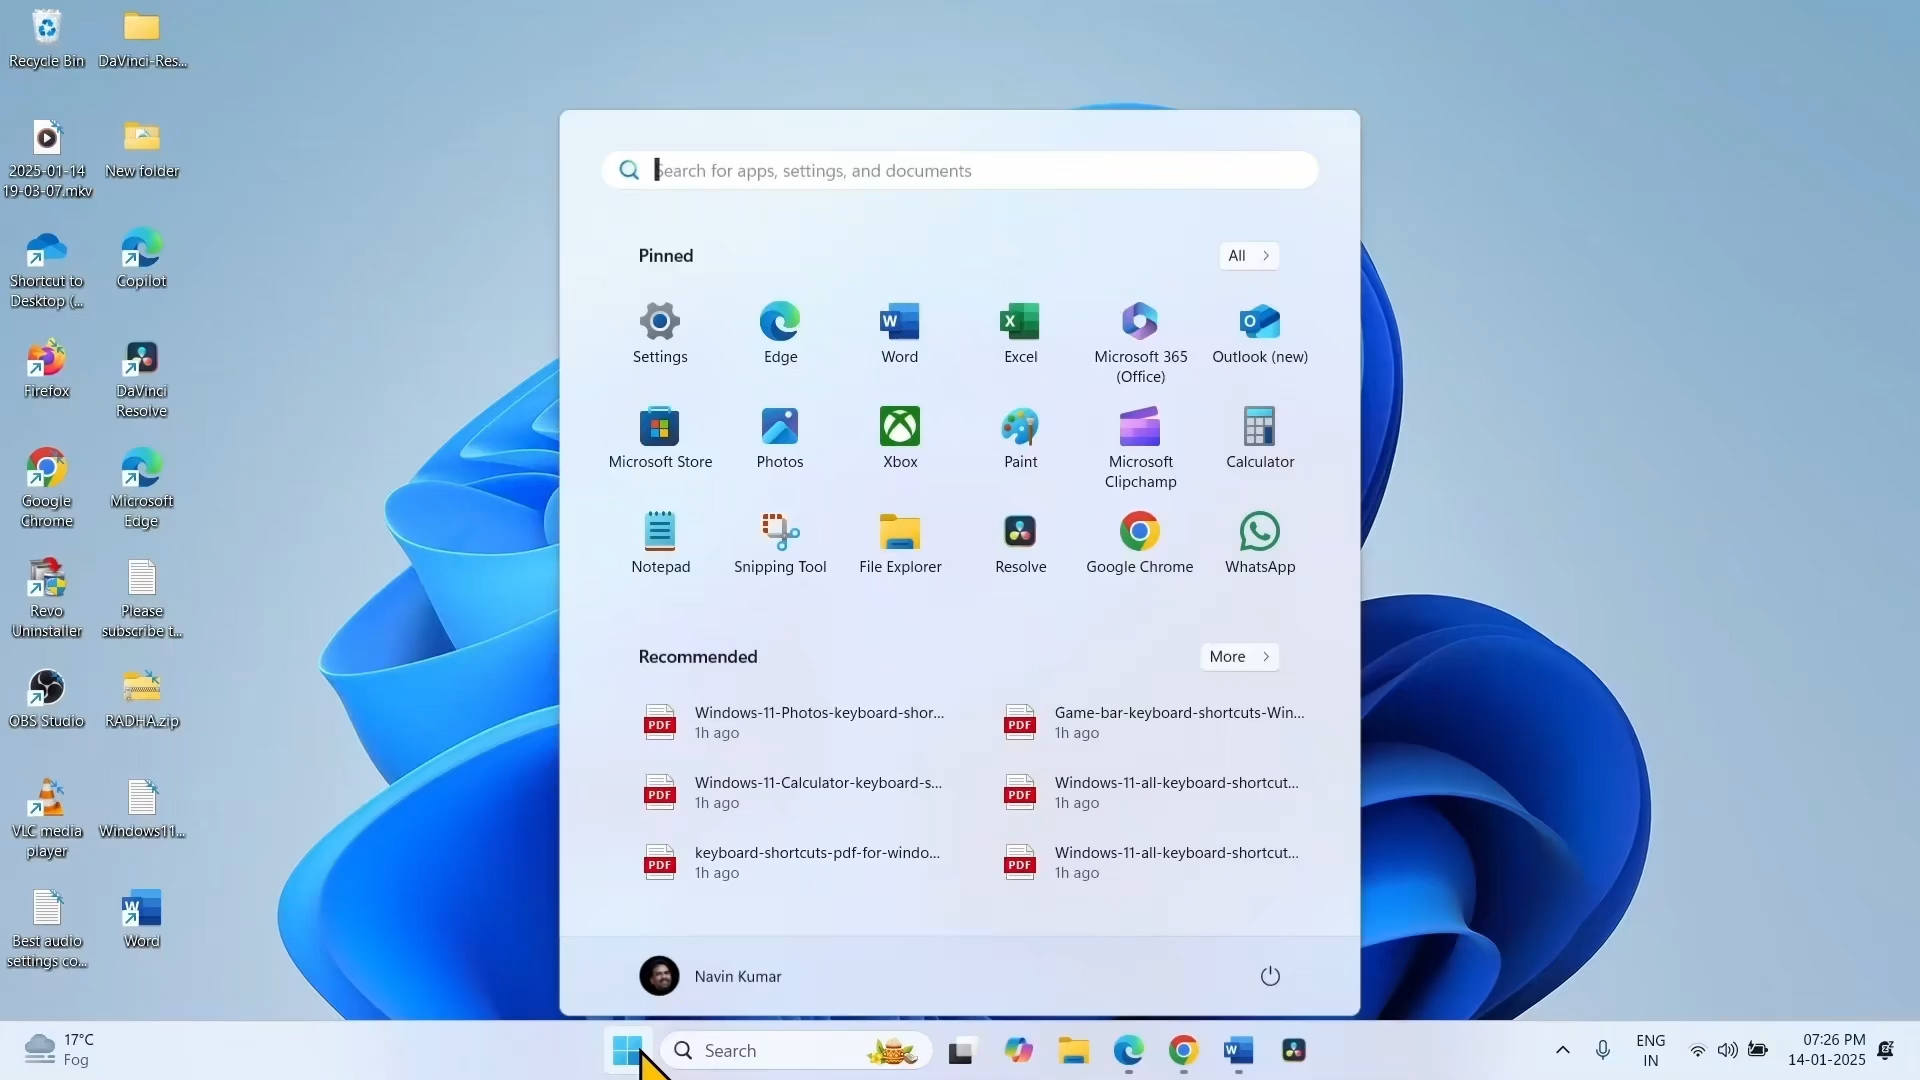 Recycle Bin
DaVinci-Res...
2025-01-14
19-03-07.mkv
New folder
Shortcut to
Desktop (...
Copilot
Firefox
DaVinci
Resolve
Google
Chrome
Microsoft
Edge
Revo
Uninstaller
Please
subscribe t...
OBS Studio
RADHA.zip
VLC media
player
Windows11...
Best audio
settings co...
Word
Search for apps, settings, and documents
Pinned
All
Settings
Edge
Word
Excel
Microsoft 365
(Office)
Outlook (new)
Microsoft Store
Photos
Xbox
Paint
Microsoft
Clipchamp
Calculator
Notepad
Snipping Tool
File Explorer
Resolve
Google Chrome
WhatsApp
Recommended
More
PDF
Windows-11-Photos-keyboard-shor...
1h ago
PDF
Game-bar-keyboard-shortcuts-Win...
1h ago
PDF
Windows-11-Calculator-keyboard-s...
1h ago
PDF
Windows-11-all-keyboard-shortcut...
1h ago
PDF
keyboard-shortcuts-pdf-for-windo...
1h ago
PDF
Windows-11-all-keyboard-shortcut...
1h ago
Navin Kumar
17°C
Fog
Search
ENG
IN
07:26 PM
14-01-2025